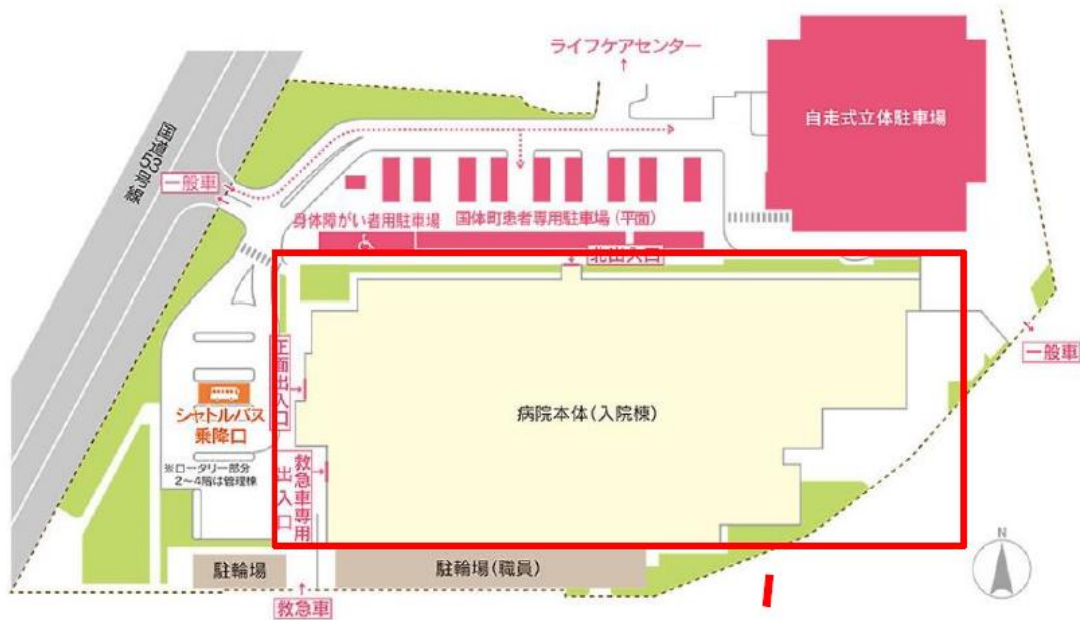 ライフケアセンター
↑
自走式立体駐車場
国道53号線
一般車
身体障がい者用駐車場
国体町患者専用駐車場(平面)
北出入口
正面出入口
一般車
シャトルバス
乗降口
病院本体(入院棟)
※ロータリー部分
2〜4階は管理棟
救急車専用
出入口
N
駐輪場
駐輪場(職員)
↑
救急車